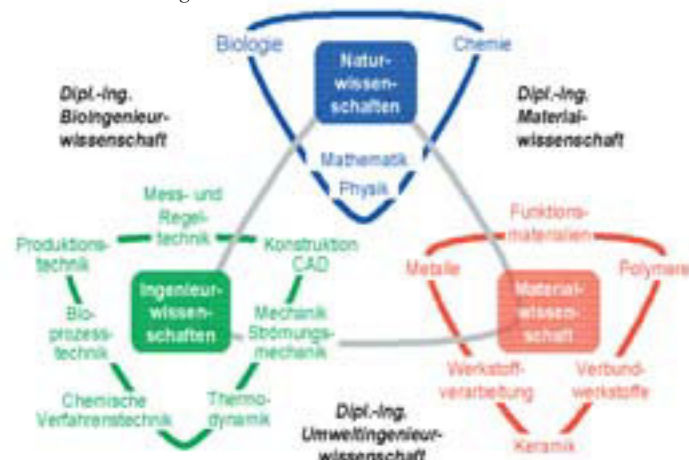 Biologie
Chemie
Natur-
wissen-
schaften
Dipl.-Ing.
Bioingenieur-
wissenschaft
Dipl.-Ing.
Material-
wissenschaft
Mathematik
Physik
Mess- und
Regel-
technik
Produktions-
technik
Konstruktion
CAD
Ingenieur-
wissen-
schaften
Bio-
prozess-
technik
Mechanik
Strömungs-
mechanik
Chemische
Verfahrenstechnik
Thermo-
dynamik
Funktions-
materialien
Metalle
Polymere
Material-
wissen-
schaft
Werkstoff-
verarbeitung
Verbund-
werkstoffe
Keramik
Dipl.-Ing.
Umweltingenieur-
wissenschaft